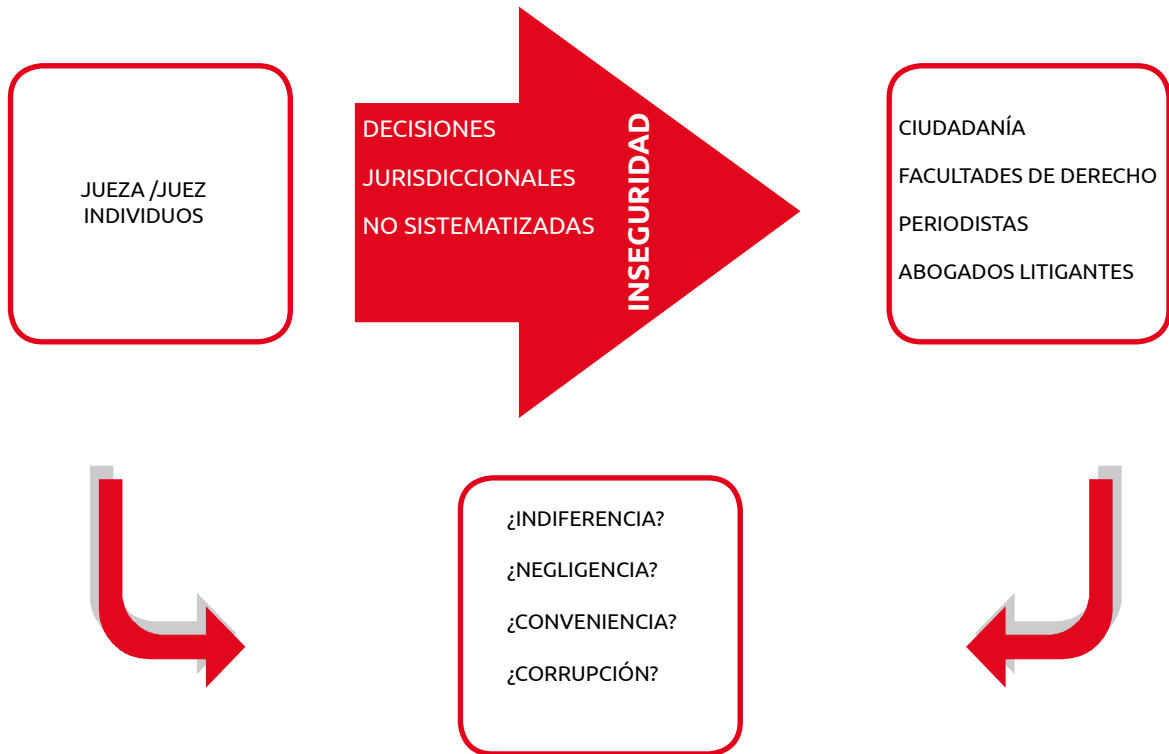 JUEZA /JUEZ
INDIVIDUOS
DECISIONES
JURISDICCIONALES
NO SISTEMATIZADAS
INSEGURIDAD
CIUDADANÍA
FACULTADES DE DERECHO
PERIODISTAS
ABOGADOS LITIGANTES
¿INDIFERENCIA?
¿NEGLIGENCIA?
¿CONVENIENCIA?
¿CORRUPCIÓN?